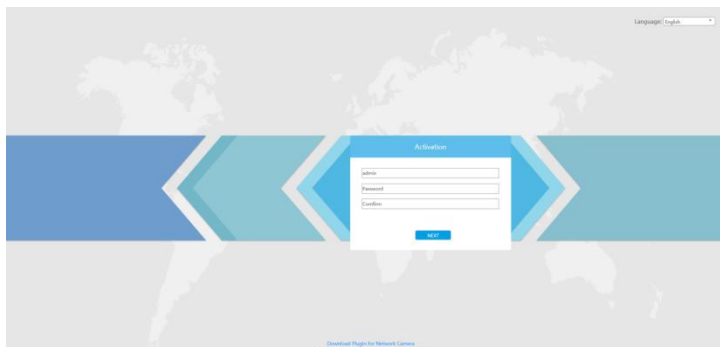 Language: English
Activation
admin
Password
Confirm
NEXT
Download Plugin for Network Camera